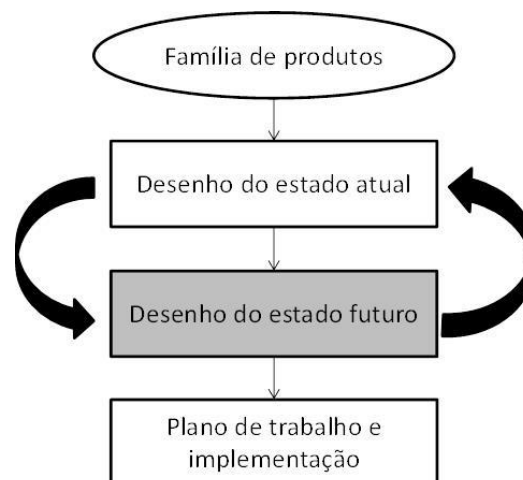 Família de produtos
Desenho do estado atual
Desenho do estado futuro
Plano de trabalho e
implementação